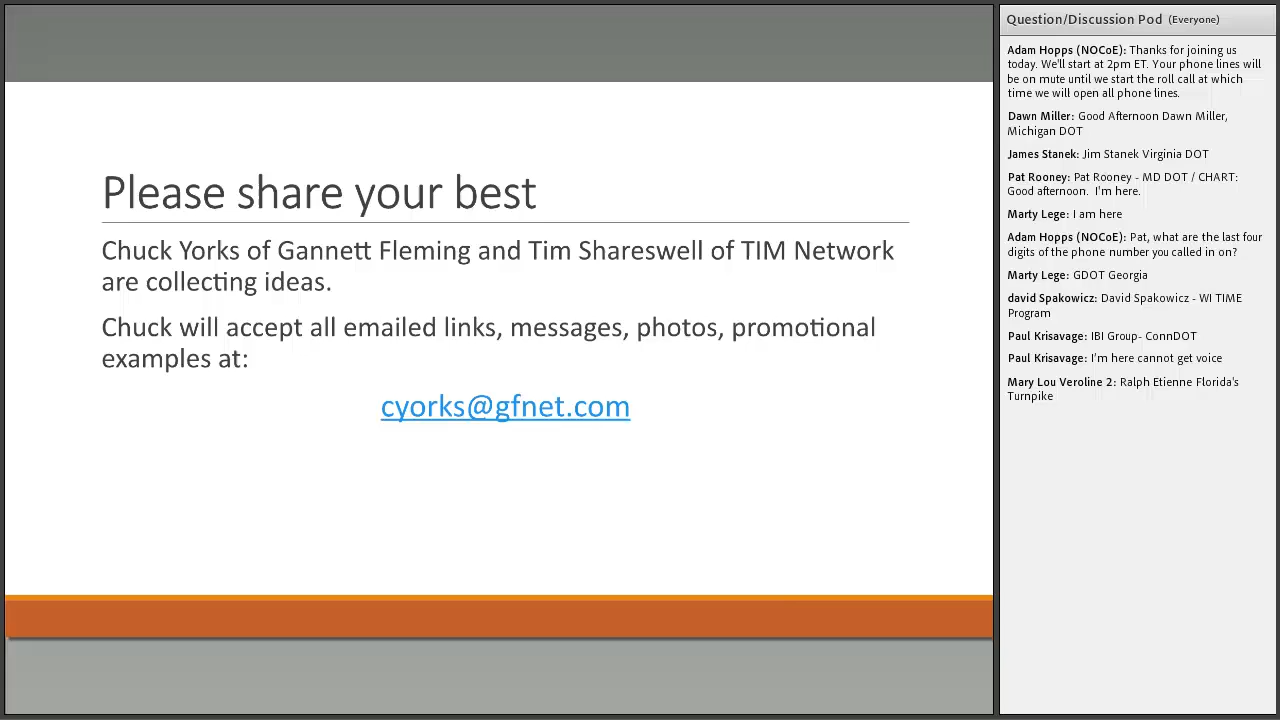 Please share your best
Chuck Yorks of Gannett Fleming and Tim Shareswell of TIM Network
are collecting ideas.
Chuck will accept all emailed links, messages, photos, promotional
examples at:
cyorks@gfnet.com
Question/Discussion Pod (Everyone)
Adam Hopps (NOCoE): Thanks for joining us
today. We'll start at 2pm ET. Your phone lines will
be on mute until we start the roll call at which
time we will open all phone lines.
Dawn Miller: Good Afternoon Dawn Miller,
Michigan DOT
James Stanek: Jim Stanek Virginia DOT
Pat Rooney: Pat Rooney - MD DOT / CHART:
Good afternoon.  I'm here.
Marty Lege: I am here
Adam Hopps (NOCoE): Pat, what are the last four
digits of the phone number you called in on?
Marty Lege: GDOT Georgia
david Spakowicz: David Spakowicz - WI TIME
Program
Paul Krisavage: IBI Group- ConnDOT
Paul Krisavage: I'm here cannot get voice
Mary Lou Veroline 2: Ralph Etienne Florida's
Turnpike